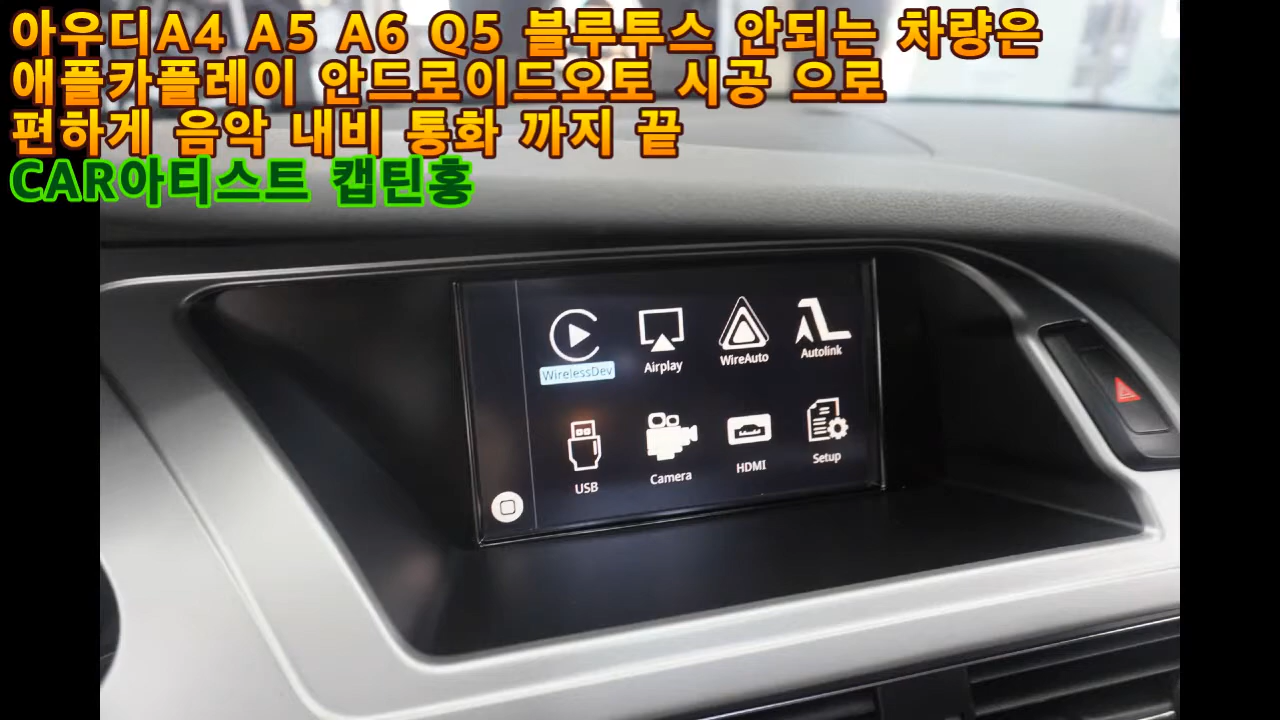 아우디A4 A5 A6 Q5 블루투스 안되는 차량은
애플카플레이 안드로이드오토 시공 으로
편하게 음악 내비 통화 까지 끝
CAR아티스트 캡틴홍
WirelessDev
Airplay
WireAuto
Autolink
USB
Camera
HDMI
Setup